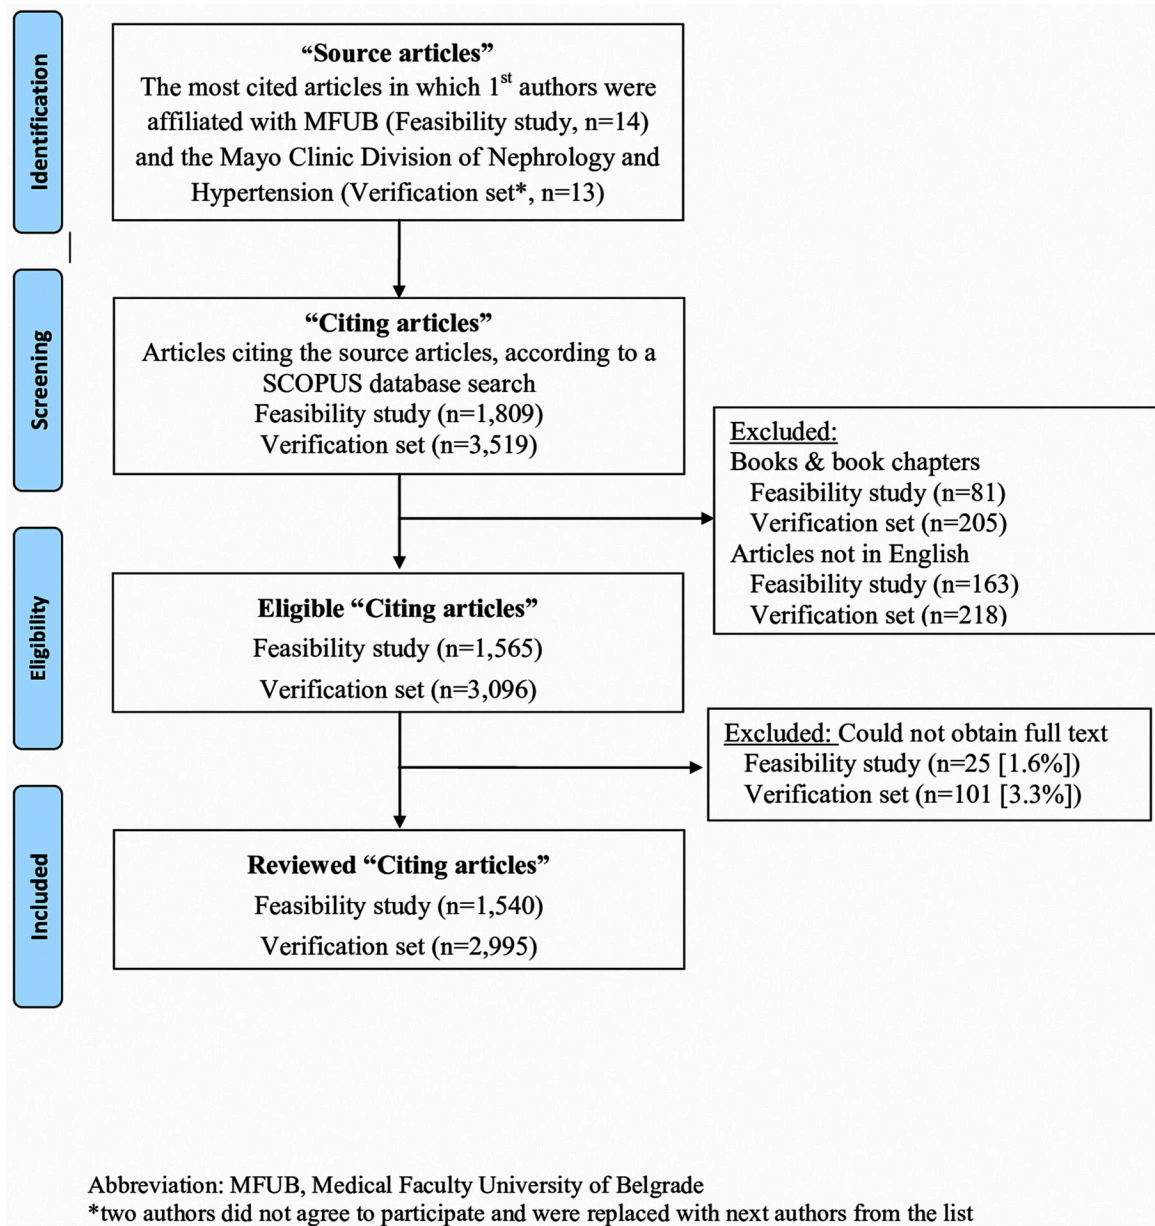 Identification
“Source articles”
The most cited articles in which 1st authors were
affiliated with MFUB (Feasibility study, n=14)
and the Mayo Clinic Division of Nephrology and
Hypertension (Verification set*, n=13)
Screening
“Citing articles”
Articles citing the source articles, according to a
SCOPUS database search
Feasibility study (n=1,809)
Verification set (n=3,519)
Excluded:
Books & book chapters
Feasibility study (n=81)
Verification set (n=205)
Articles not in English
Feasibility study (n=163)
Verification set (n=218)
Eligibility
Eligible “Citing articles”
Feasibility study (n=1,565)
Verification set (n=3,096)
Excluded: Could not obtain full text
Feasibility study (n=25 [1.6%])
Verification set (n=101 [3.3%])
Included
Reviewed “Citing articles”
Feasibility study (n=1,540)
Verification set (n=2,995)
Abbreviation: MFUB, Medical Faculty University of Belgrade
*two authors did not agree to participate and were replaced with next authors from the list